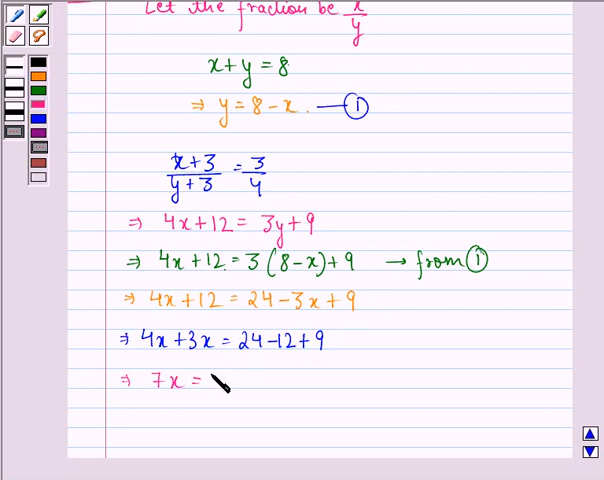 Let the fraction be x/y
x + y = 8
⇒ y = 8 - x. —①
x+3/y+3 = 3/4
⇒ 4x+12 = 3y+9
⇒ 4x+12 = 3(8-x)+9 → from ①
⇒ 4x+12 = 24-3x+9
⇒ 4x+3x = 24-12+9
⇒ 7x =